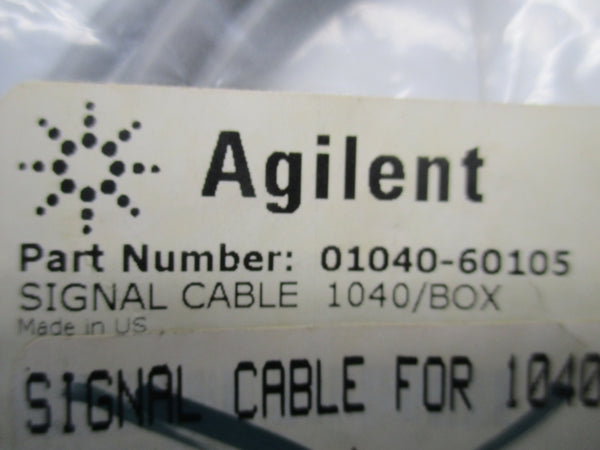 Agilent
Part Number: 01040-60105
SIGNAL CABLE 1040/BOX
Made in US
SIGNAL CABLE FOR 1040